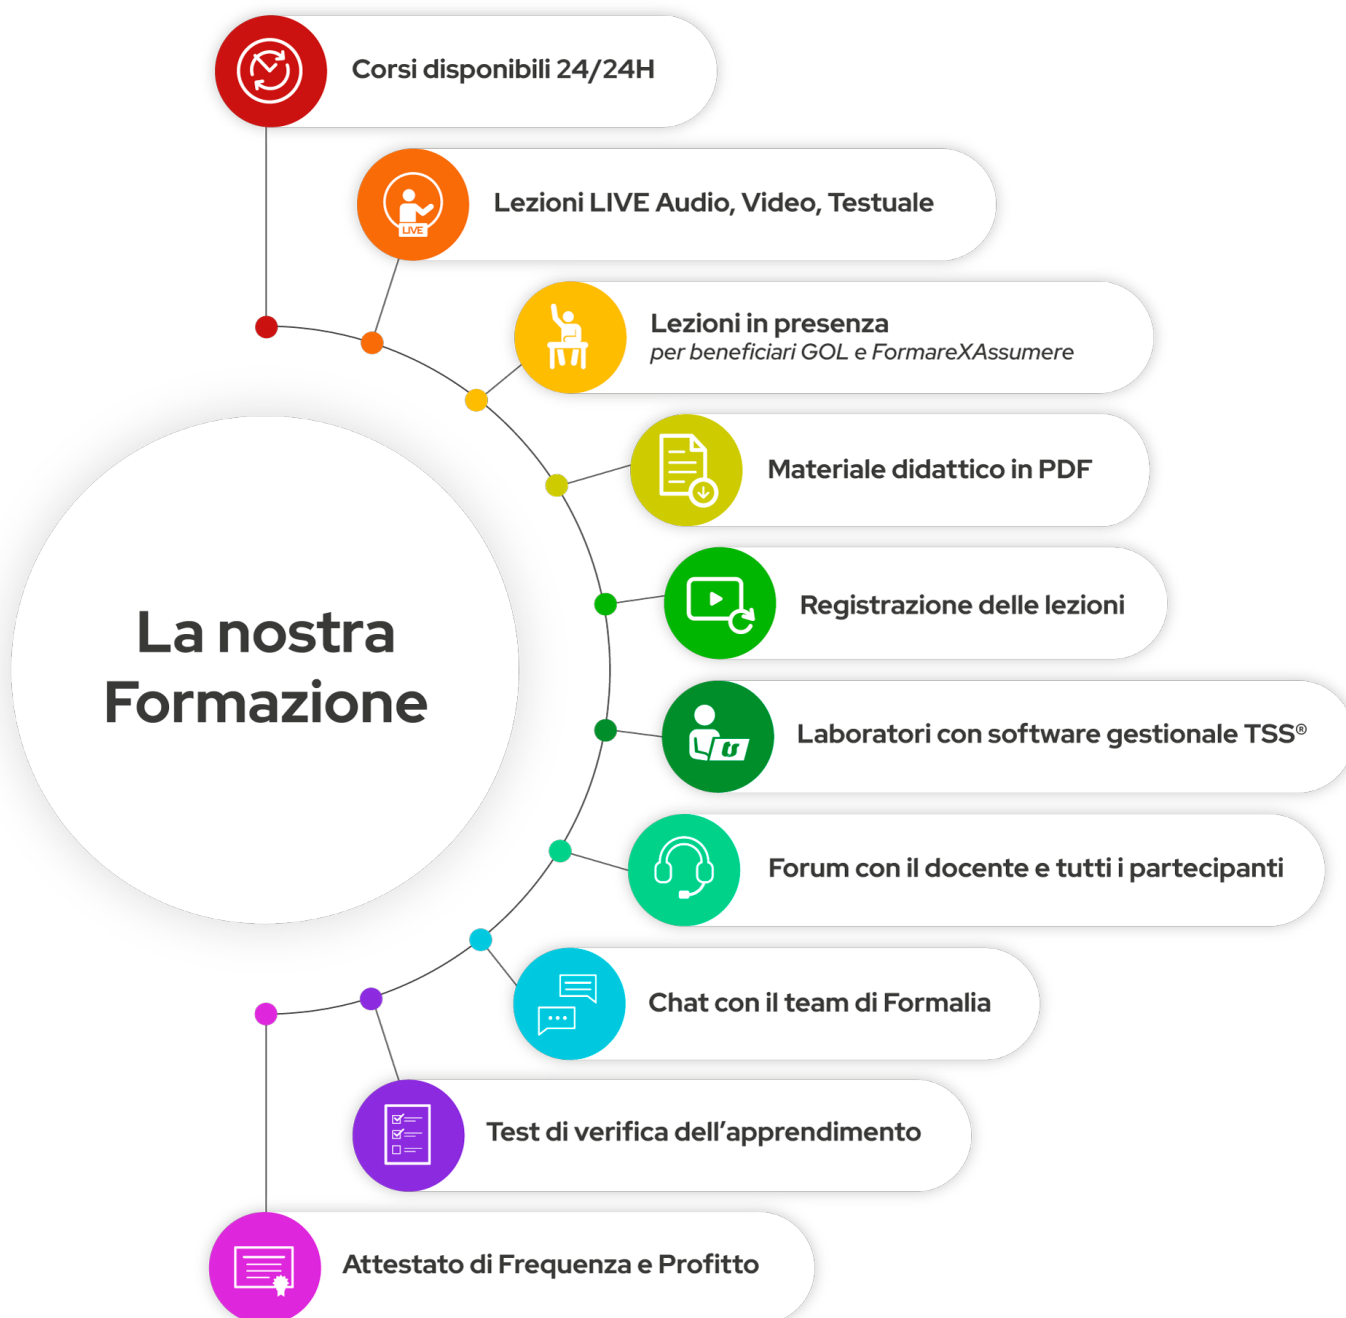 Corsi disponibili 24/24H
LIVE
Lezioni LIVE Audio, Video, Testuale
Lezioni in presenza
per beneficiari GOL e FormareXAssumere
Materiale didattico in PDF
Registrazione delle lezioni
La nostra
Formazione
Laboratori con software gestionale TSS®
Forum con il docente e tutti i partecipanti
Chat con il team di Formalia
Test di verifica dell’apprendimento
Attestato di Frequenza e Profitto